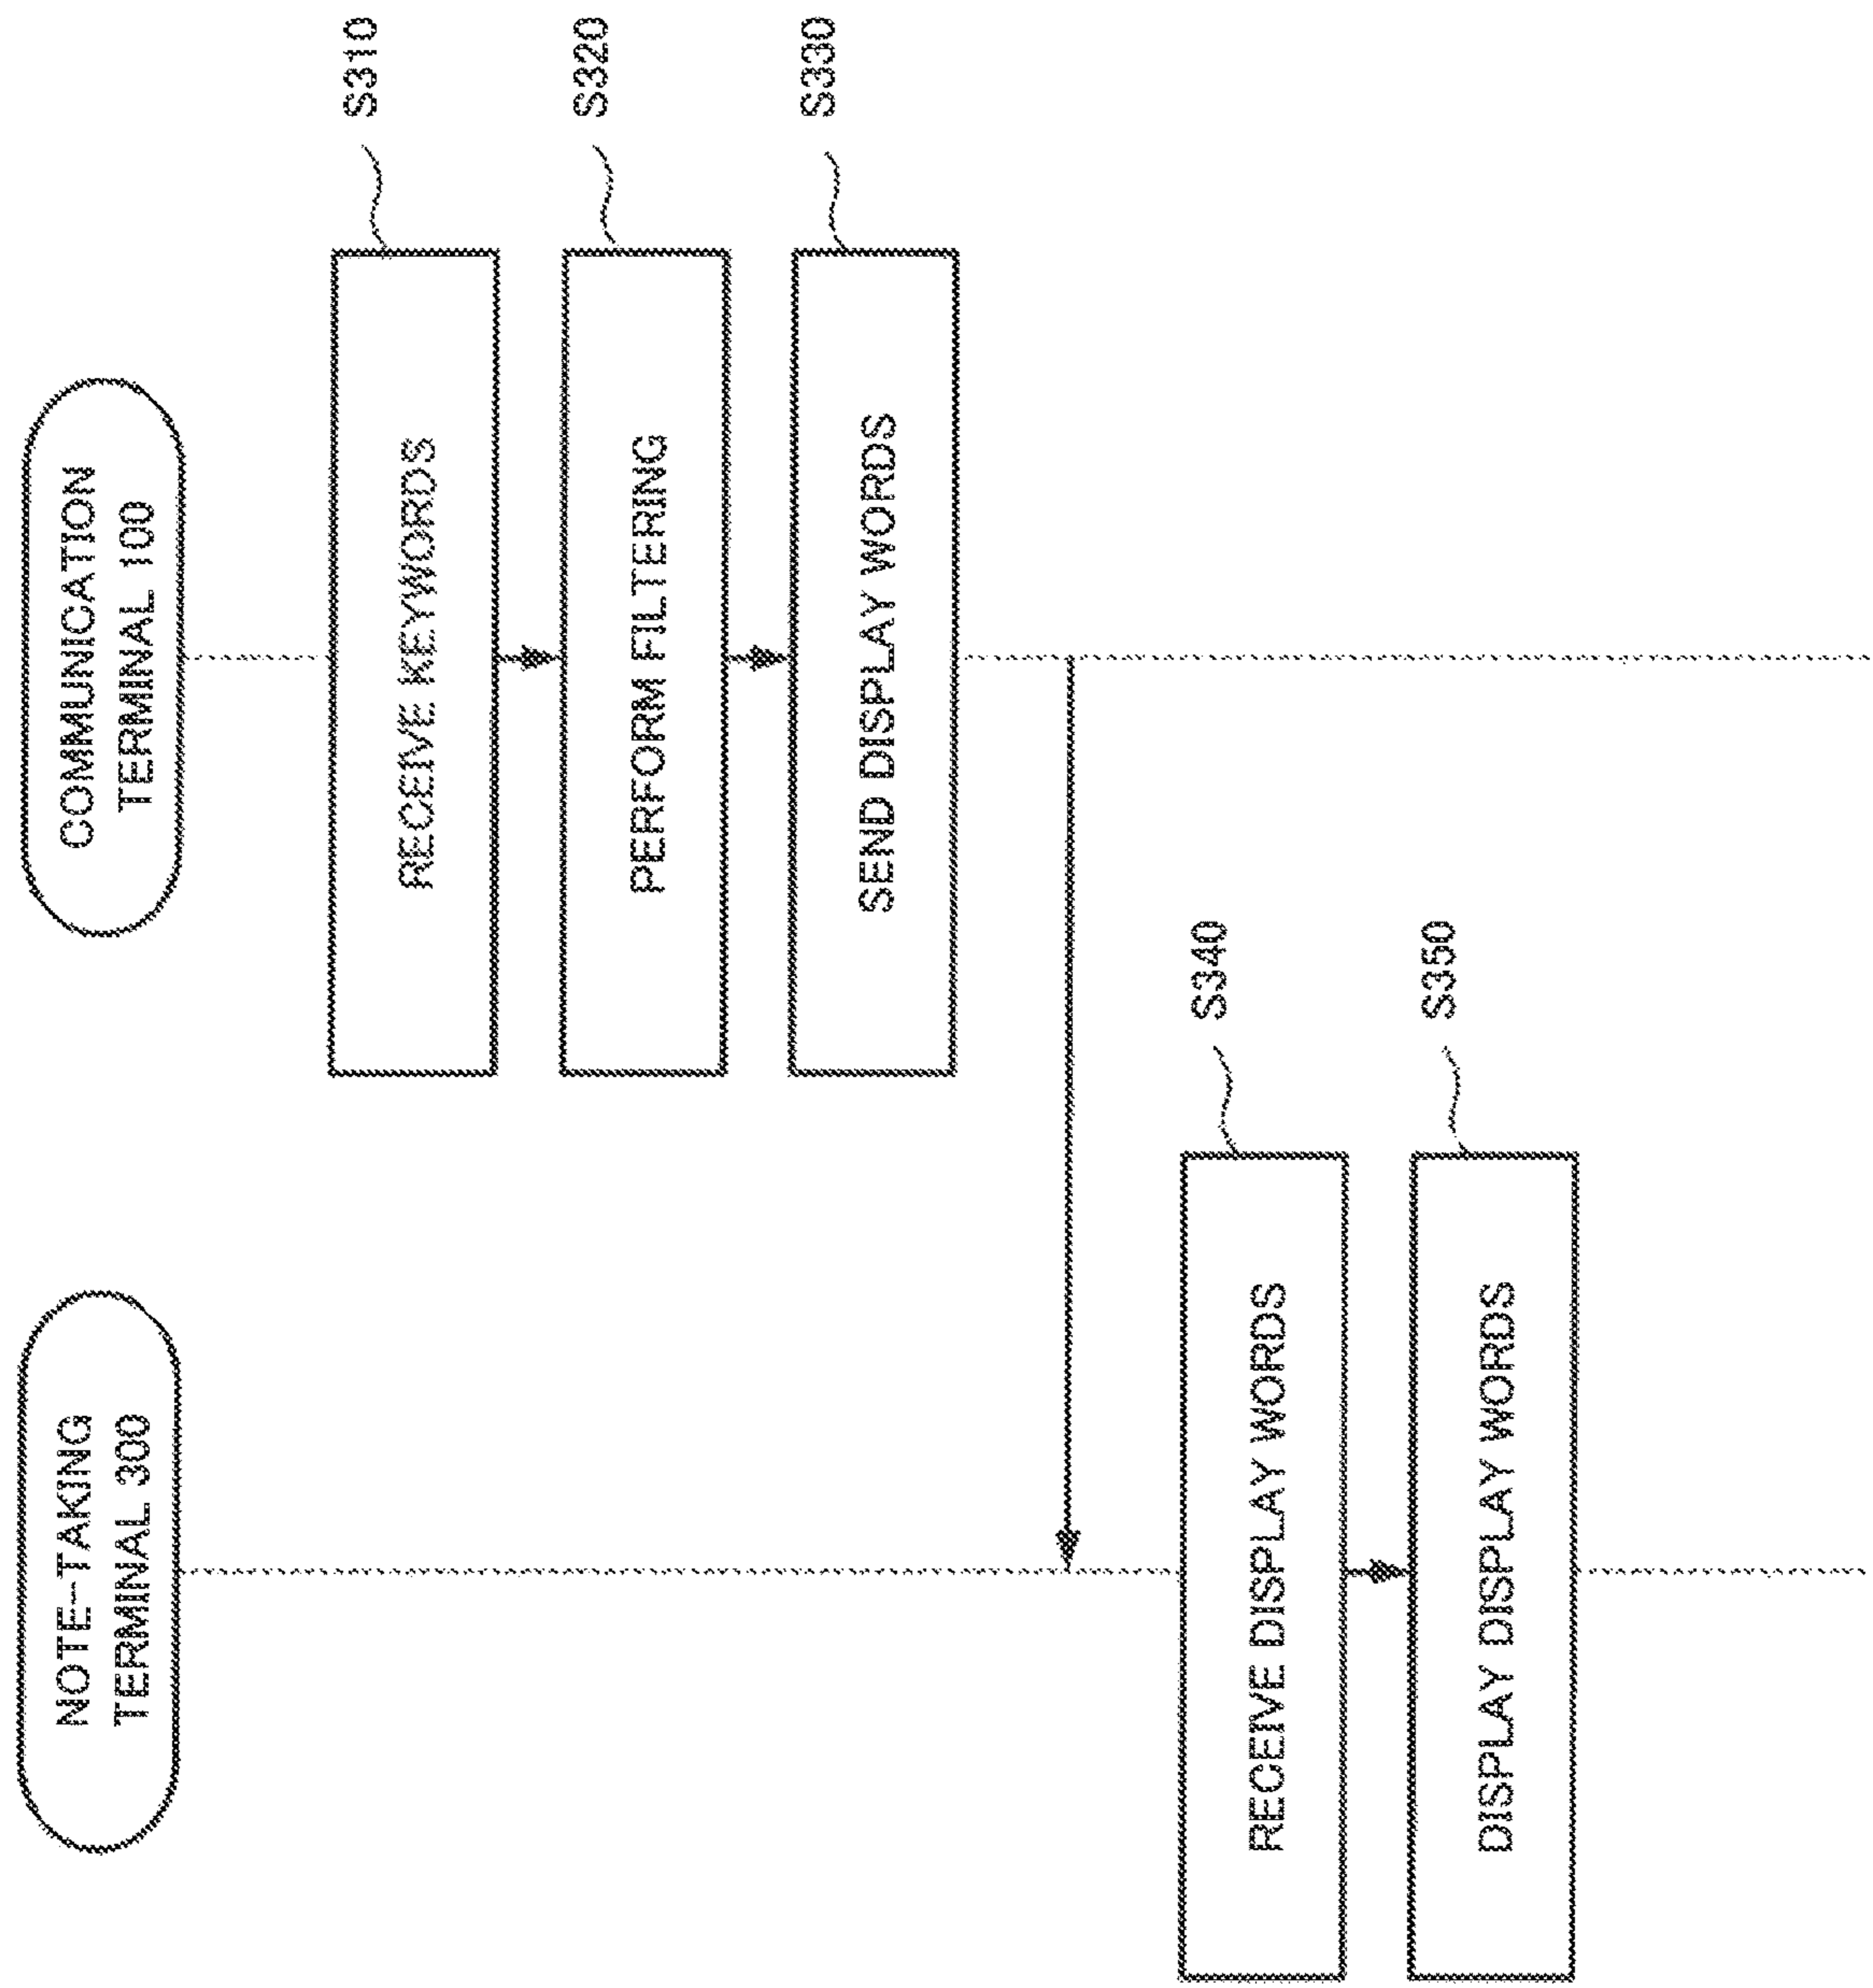 NOTE-TAKING
TERMINAL 300
COMMUNICATION
TERMINAL 100
RECEIVE KEYWORDS
S310
PERFORM FILTERING
S320
SEND DISPLAY WORDS
S330
RECEIVE DISPLAY WORDS
S340
DISPLAY DISPLAY WORDS
S350